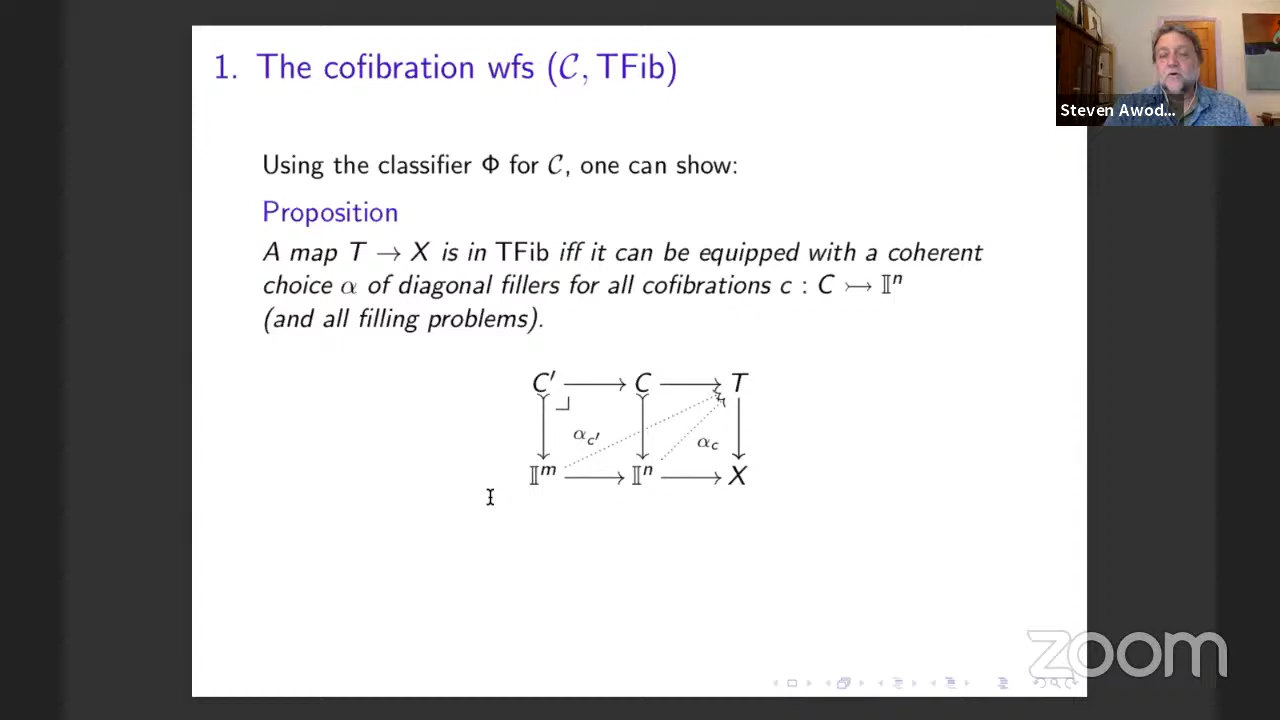 1. The cofibration wfs (𝒞, TFib)
Steven Awod...
Using the classifier Φ for 𝒞, one can show:
Proposition
A map T → X is in TFib iff it can be equipped with a coherent
choice α of diagonal fillers for all cofibrations c : C ↣ 𝕀ⁿ
(and all filling problems).
C′ C T
α_c′ α_c
𝕀ᵐ 𝕀ⁿ X
zoom